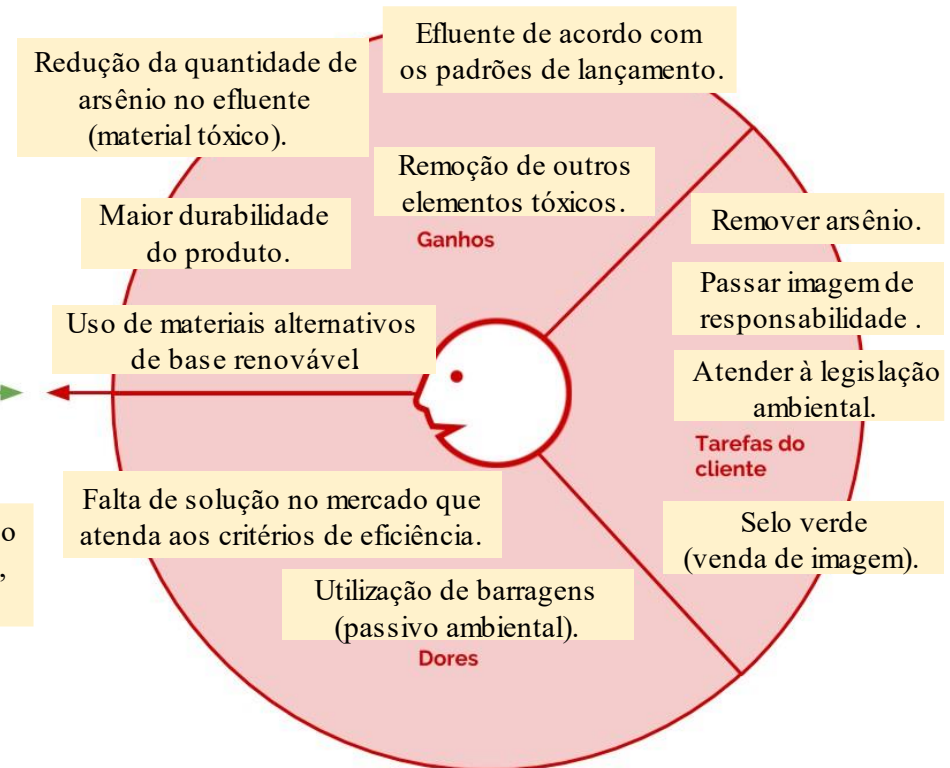 Efluente de acordo com
os padrões de lançamento.
Redução da quantidade de
arsênio no efluente
(material tóxico).
Remoção de outros
elementos tóxicos.
Maior durabilidade
do produto.
Ganhos
Uso de materiais alternativos
de base renovável
Remover arsênio.
Passar imagem de
responsabilidade .
Atender à legislação
ambiental.
Tarefas do
cliente
Selo verde
(venda de imagem).
Falta de solução no mercado que
atenda aos critérios de eficiência.
Utilização de barragens
(passivo ambiental).
Dores
o
,